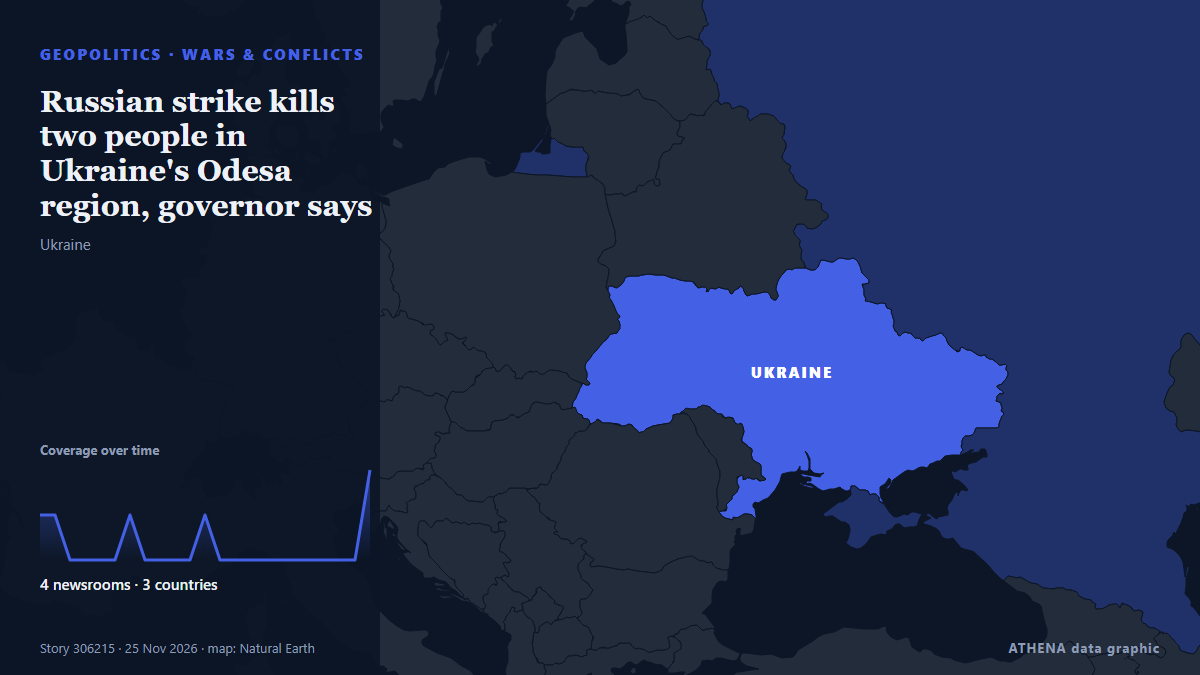 GEOPOLITICS · WARS & CONFLICTS
Russian strike kills
two people in
Ukraine's Odesa
region, governor says
Ukraine
UKRAINE
Coverage over time
4 newsrooms · 3 countries
Story 306215 · 25 Nov 2026 · map: Natural Earth
ATHENA data graphic